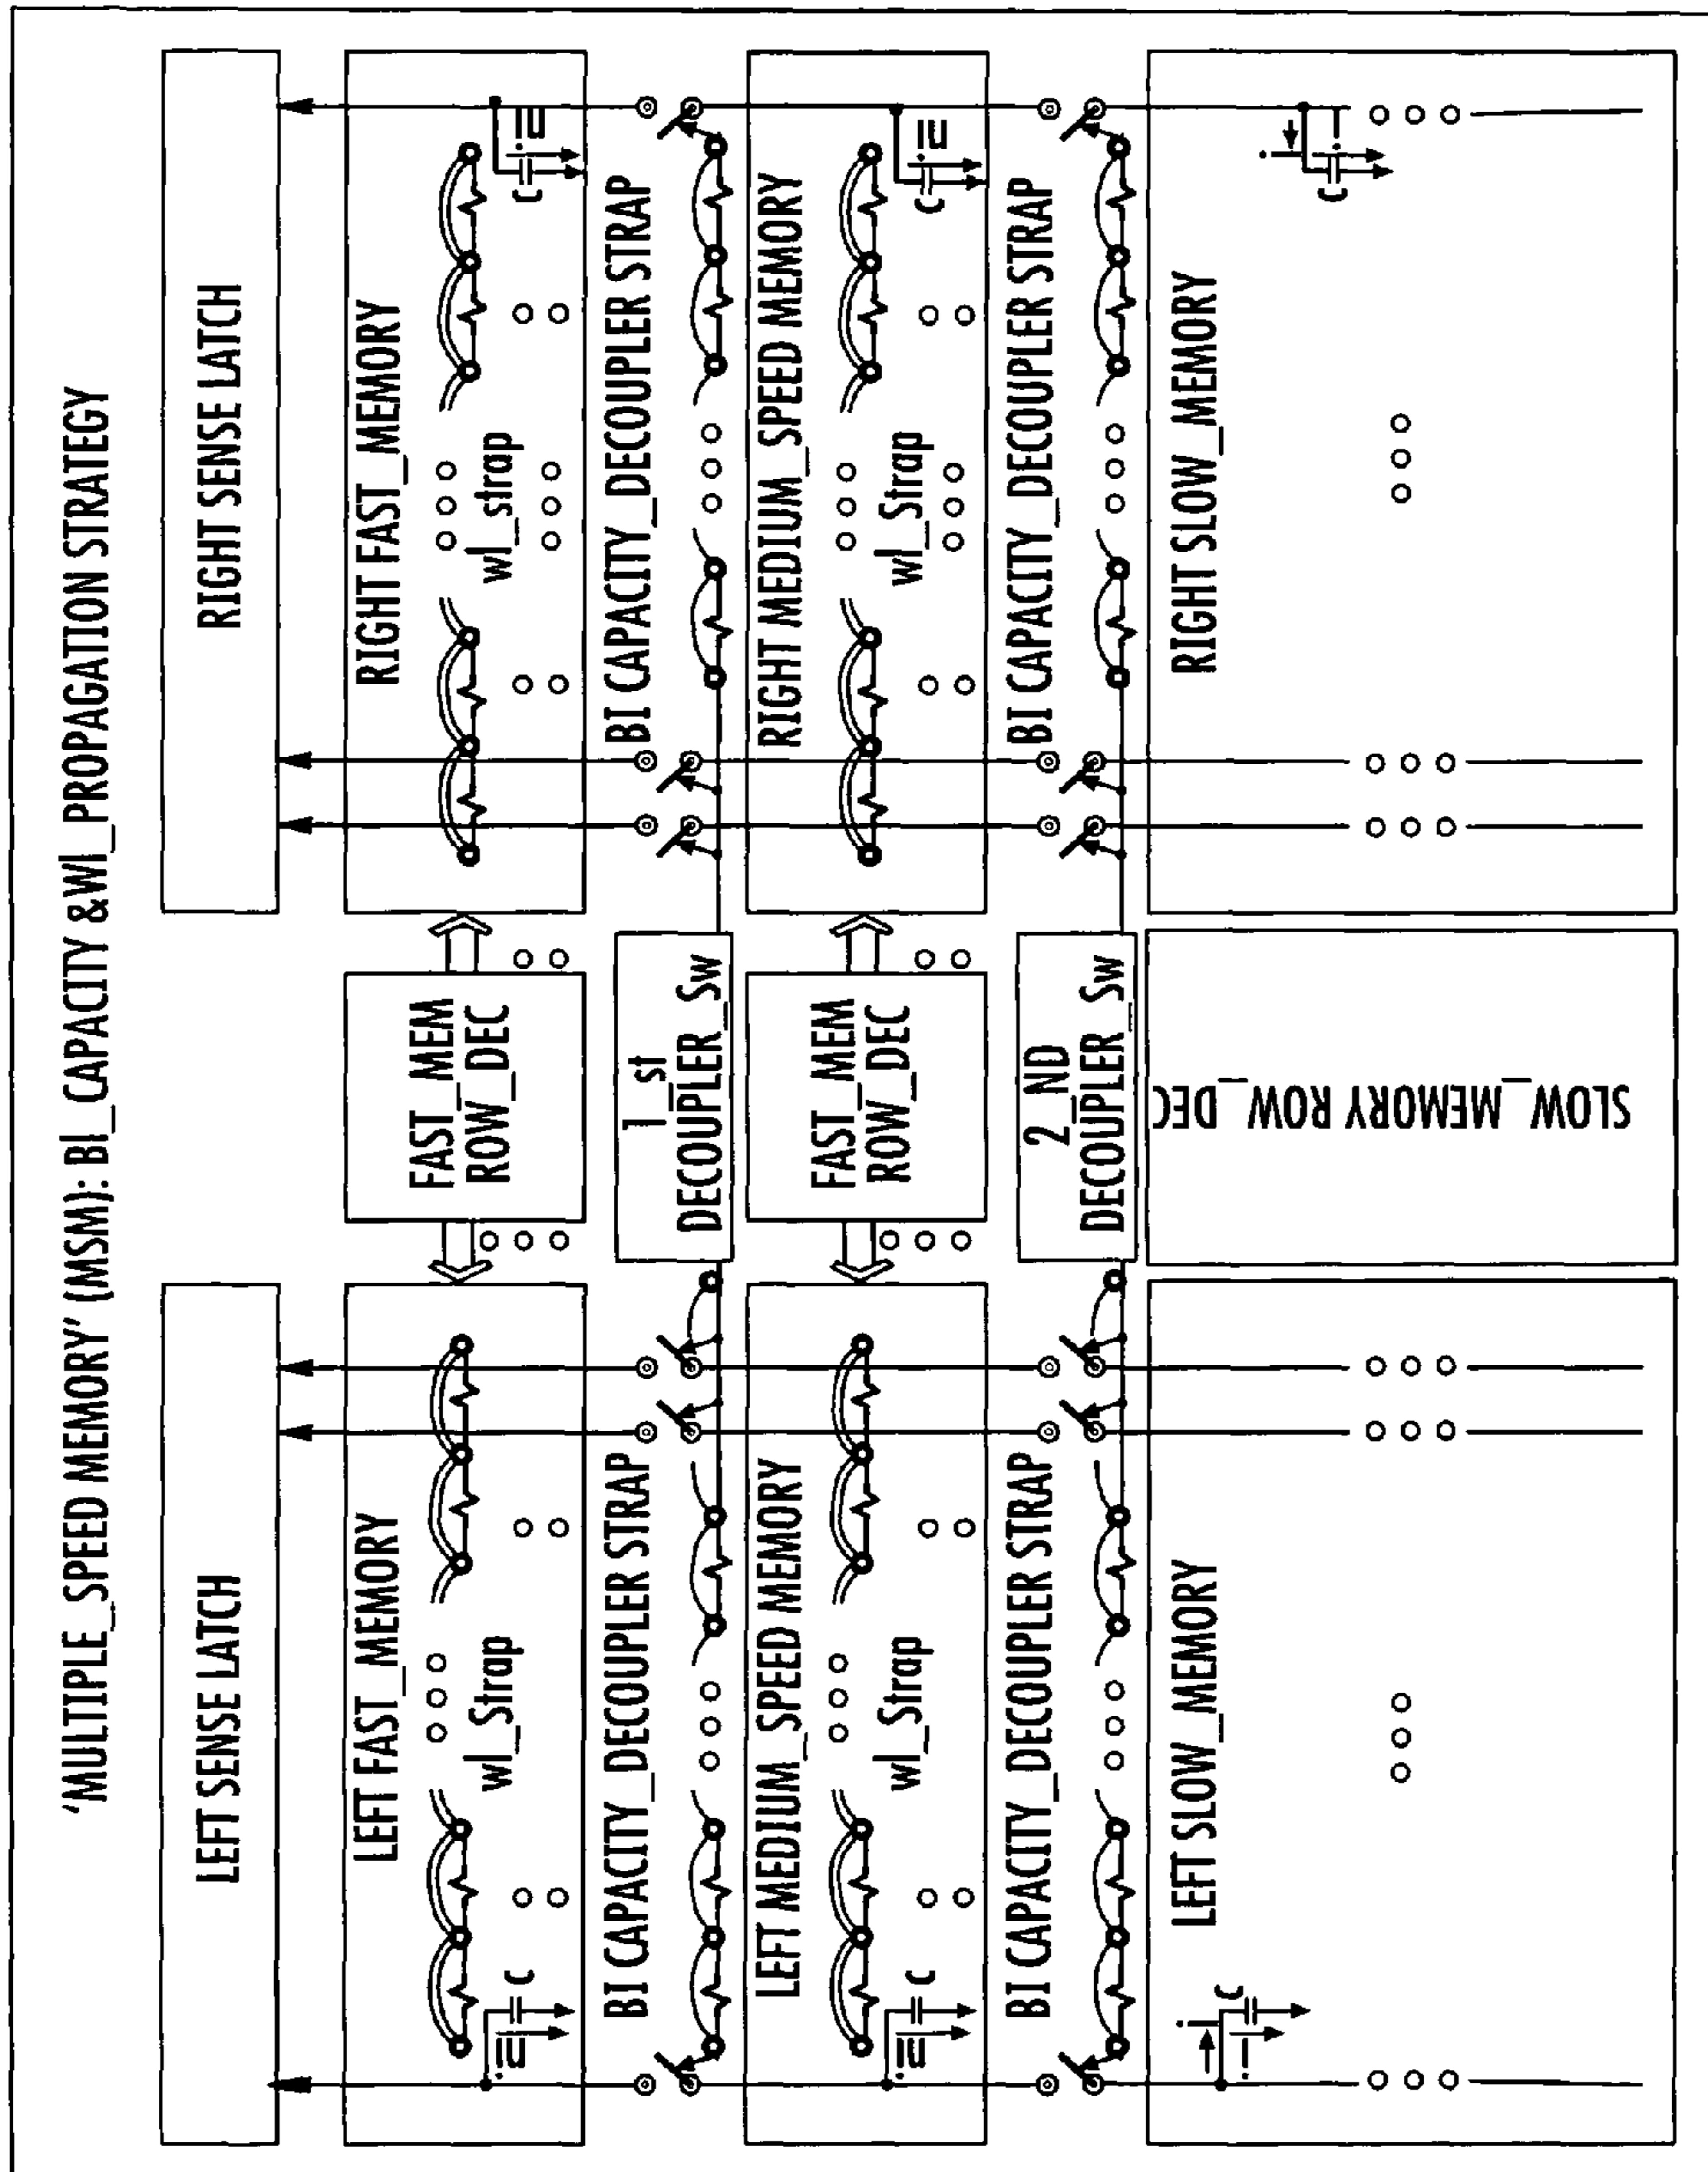 'MULTIPLE_SPEED MEMORY' (MSM): Bl_CAPACITY &Wl_PROPAGATION STRATEGY
LEFT SENSE LATCH
RIGHT SENSE LATCH
LEFT FAST_MEMORY
FAST_MEM
ROW_DEC
RIGHT FAST_MEMORY
wl_Strap
wl_strap
C
C
BI CAPACITY_DECOUPLER STRAP
1_st
DECOUPLER_Sw
BI CAPACITY_DECOUPLER STRAP
LEFT MEDIUM_SPEED MEMORY
FAST_MEM
ROW_DEC
RIGHT MEDIUM_SPEED MEMORY
wl_Strap
wl_Strap
C
C
BI CAPACITY_DECOUPLER STRAP
2_ND
DECOUPLER_Sw
BI CAPACITY_DECOUPLER STRAP
LEFT SLOW_MEMORY
SLOW_MEMORY ROW_DEC
RIGHT SLOW_MEMORY
i
C
i
C